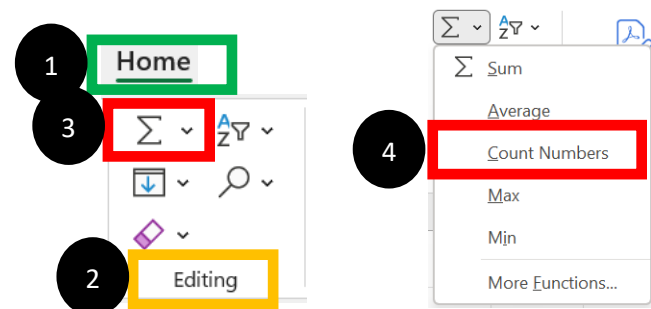 1
Home
3
2
Editing
4
Sum
Average
Count Numbers
Max
Min
More Functions...